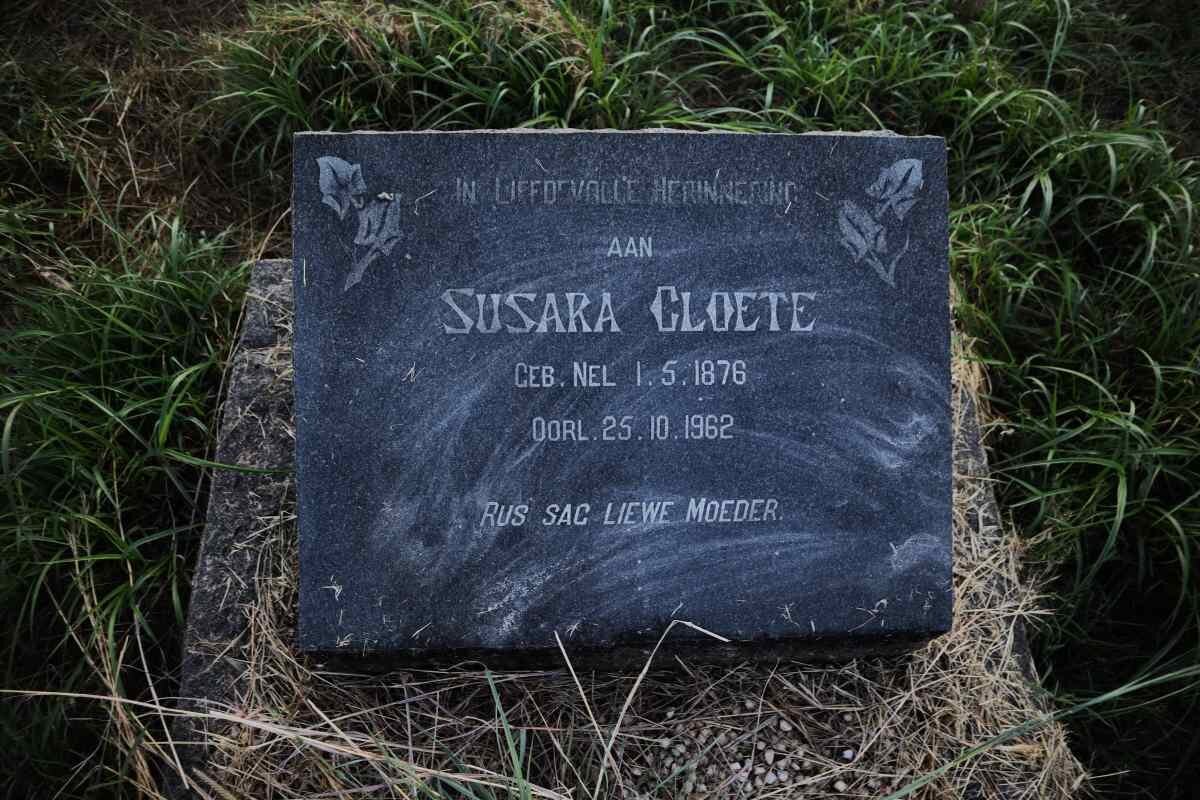 IN LIEFDEVOLLE HERINNERING
AAN
SUSARA CLOETE
GEB. NEL 1.5.1876
OORL. 25.10.1962
RUS SAG LIEWE MOEDER.